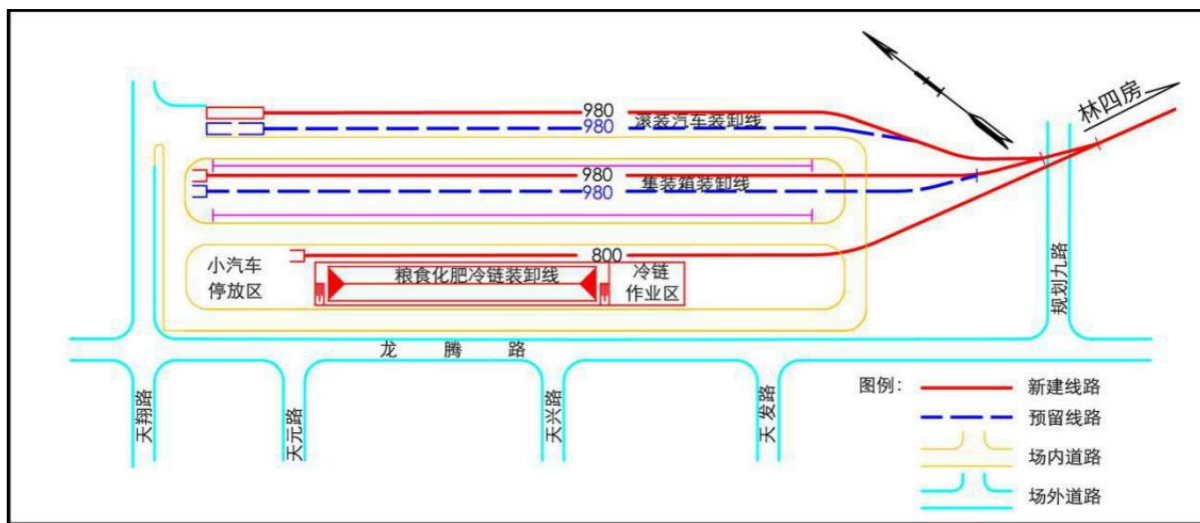 980
980
滚装汽车装卸线
林四房
980
980
集装箱装卸线
800
小汽车
停放区
粮食化肥冷链装卸线
冷链
作业区
规划九路
龙腾路
天翔路
天元路
天兴路
天发路
图例：
新建线路
预留线路
场内道路
场外道路